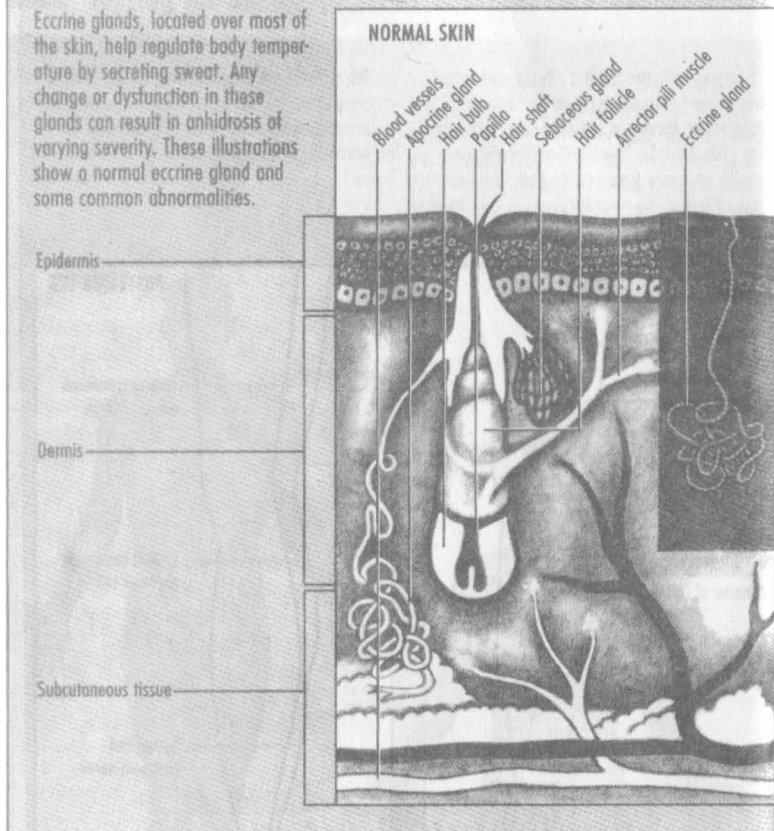 Eccrine glands, located over most of
the skin, help regulate body temper-
ature by secreting sweat. Any
change or dysfunction in these
glands can result in anhidrosis of
varying severity. These illustrations
show a normal eccrine gland and
some common abnormalities.
NORMAL SKIN
Blood vessels
Apocrine gland
Hair bulb
Papilla
Hair shaft
Sebaceous gland
Hair follicle
Arrector pili muscle
Eccrine gland
Epidermis
Dermis
Subcutaneous tissue